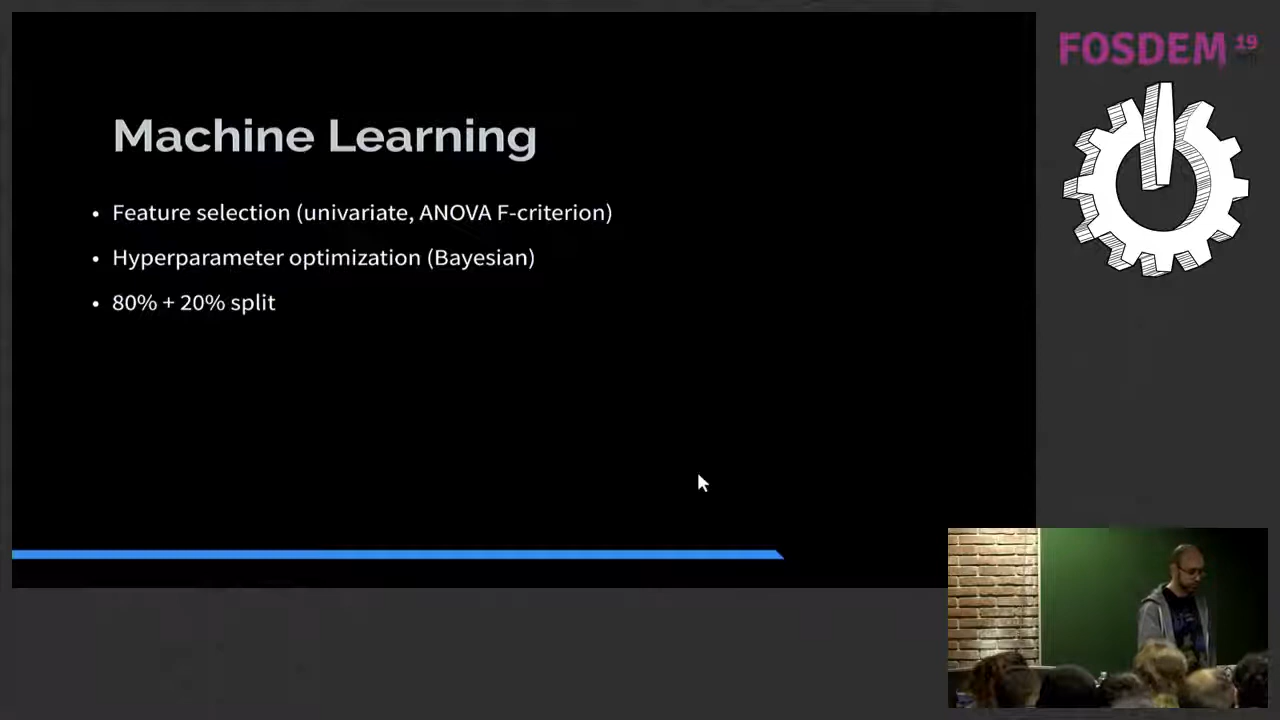 Machine Learning
• Feature selection (univariate, ANOVA F-criterion)
• Hyperparameter optimization (Bayesian)
• 80% + 20% split
FOSDEM 19